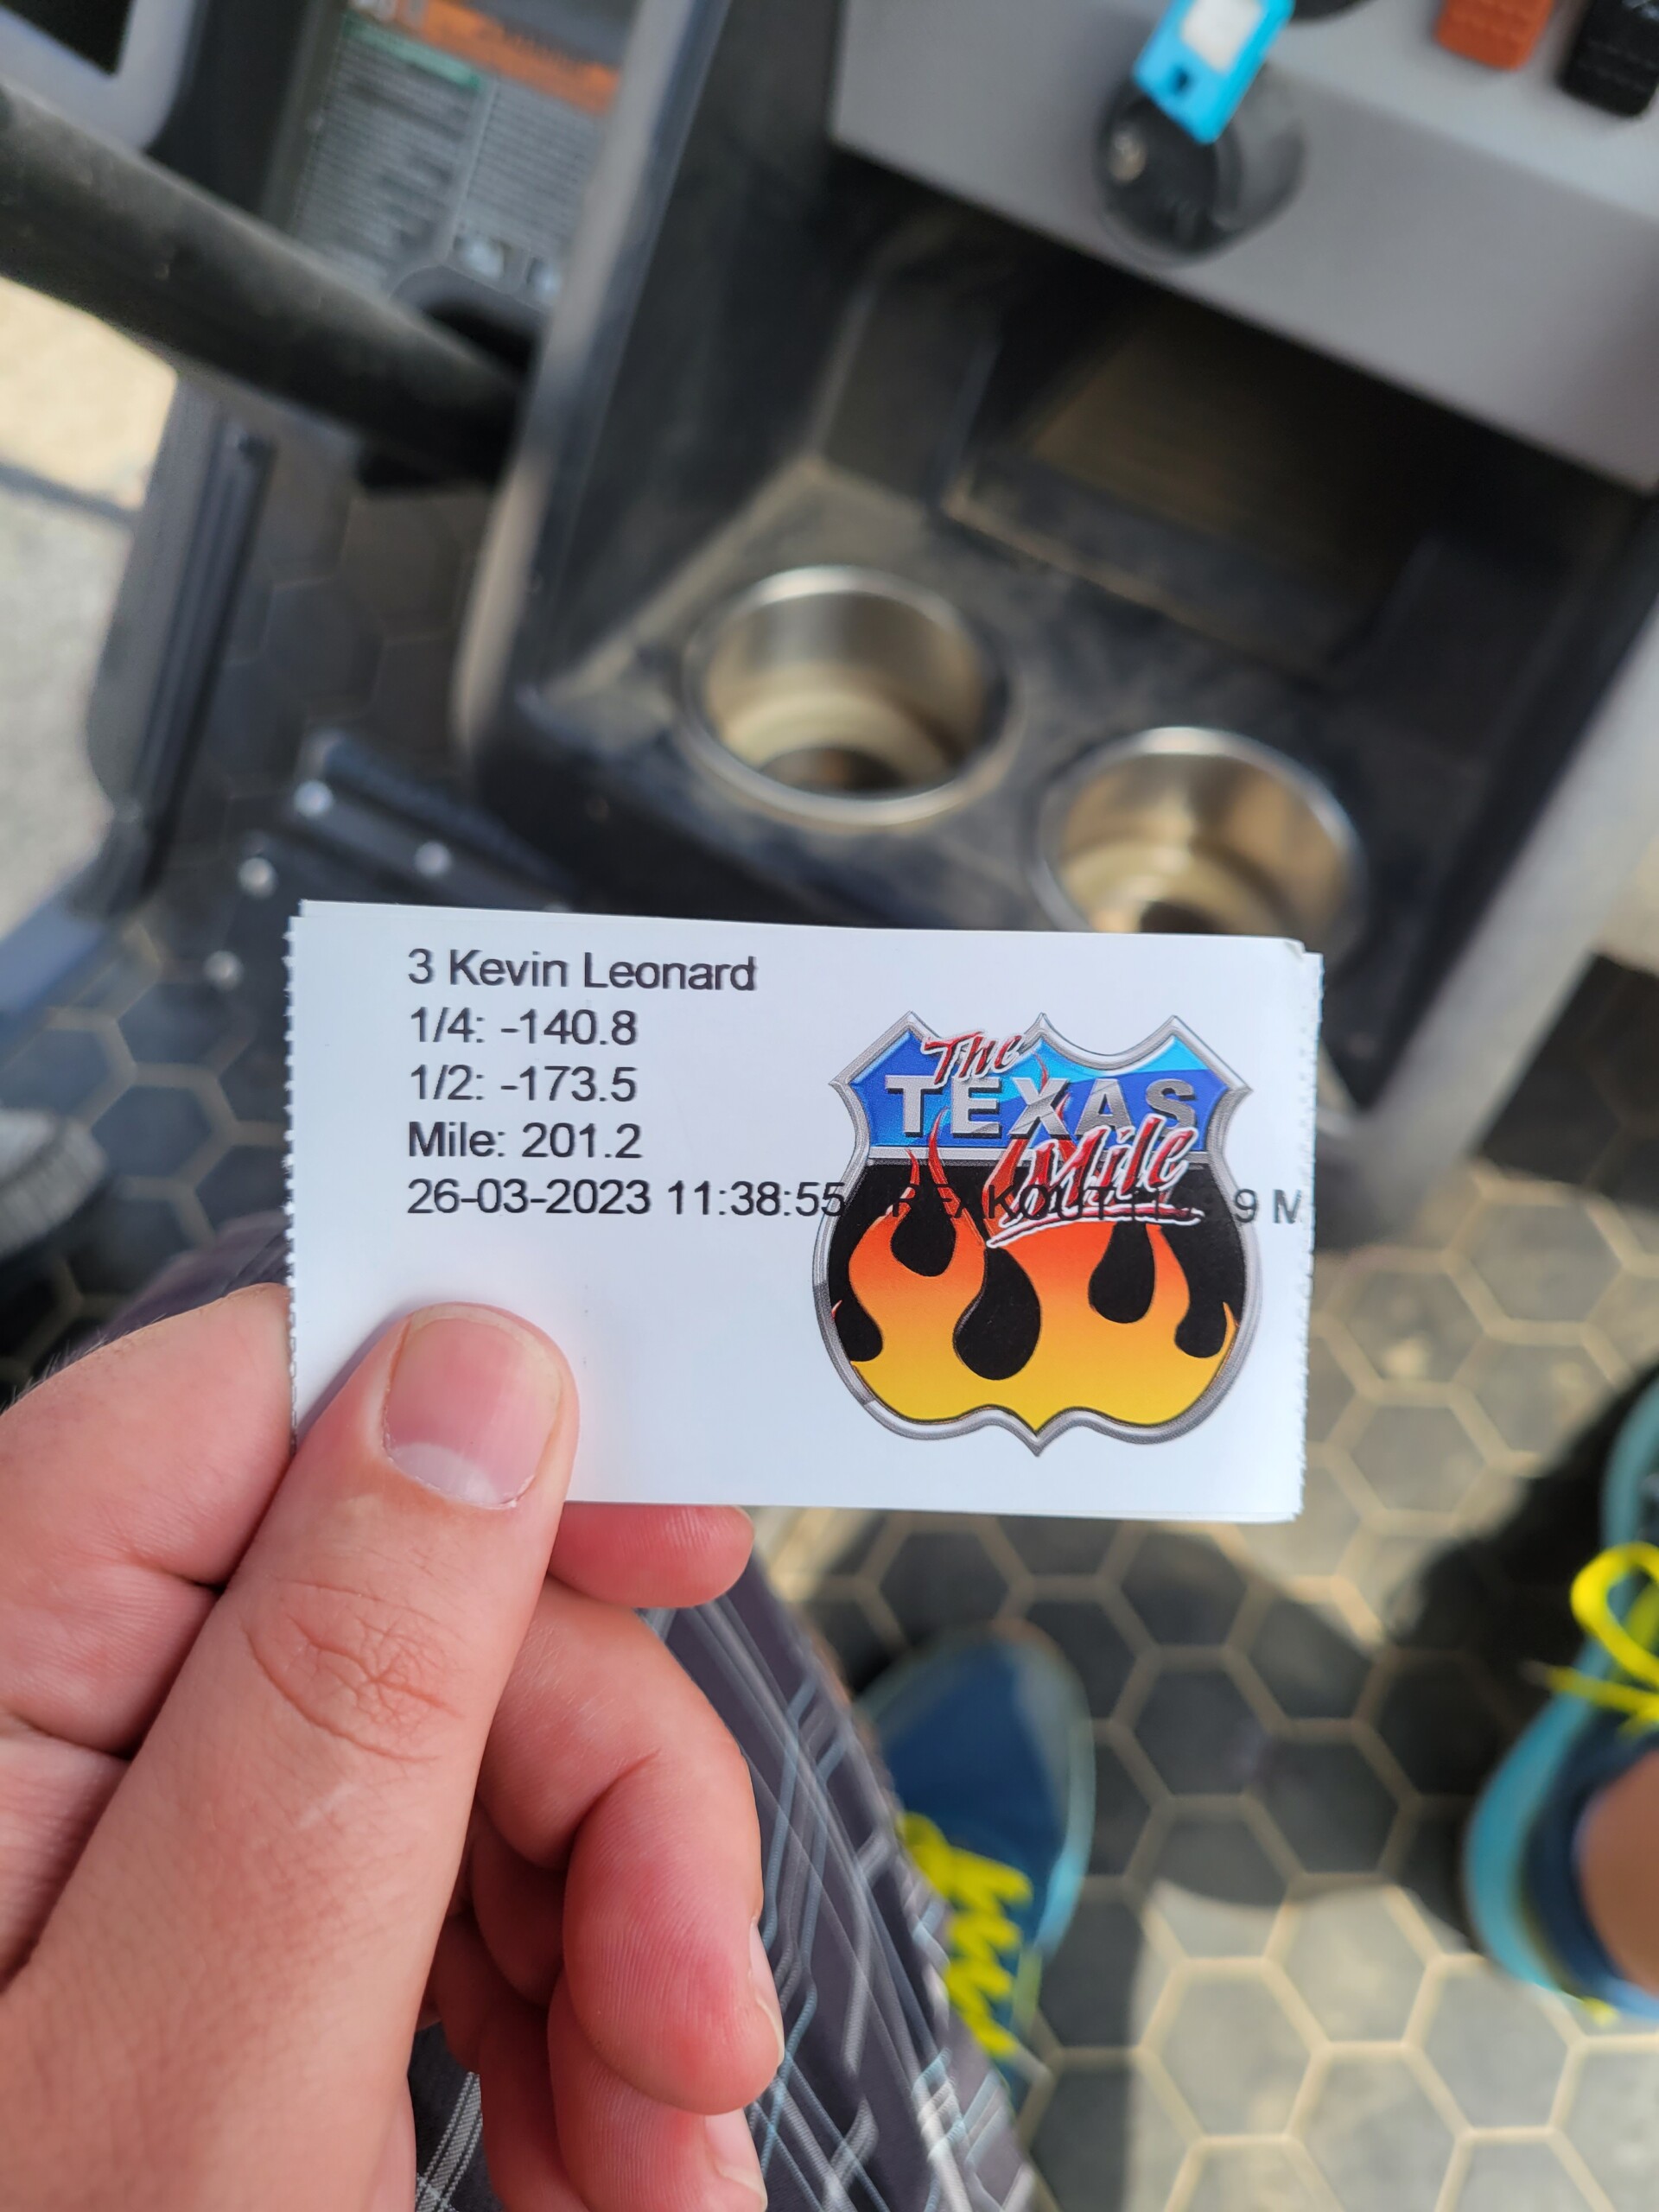 3 Kevin Leonard
1/4: -140.8
1/2: -173.5
Mile: 201.2
26-03-2023 11:38:55
The
TEXAS
Mile